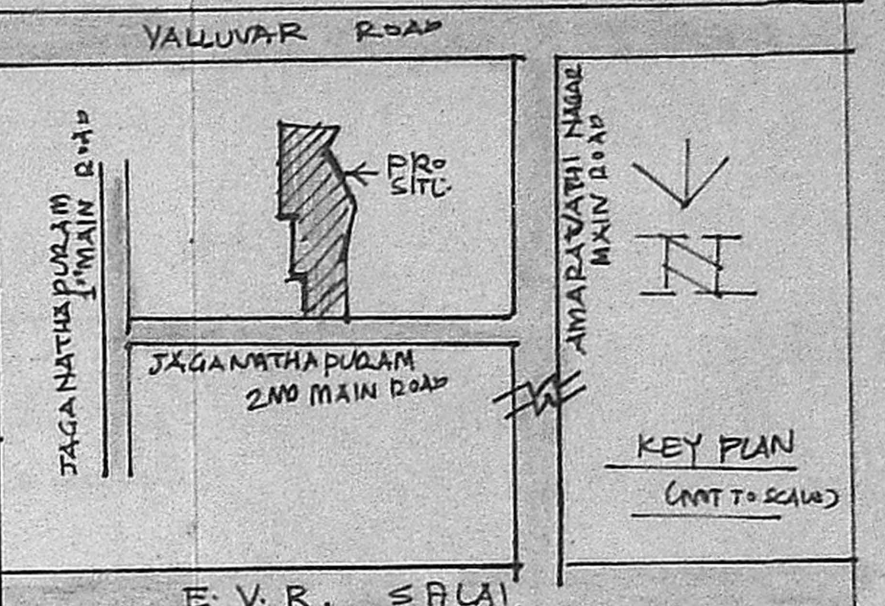 VALLUVAR ROAD
PRO
SITE
JAGANATHAPURAM
1st MAIN ROAD
AMARAVATHI NAGAR
MAIN ROAD
N
JAGANATHAPURAM
2ND MAIN ROAD
KEY PLAN
(NOT TO SCALE)
E.V.R. SALAI